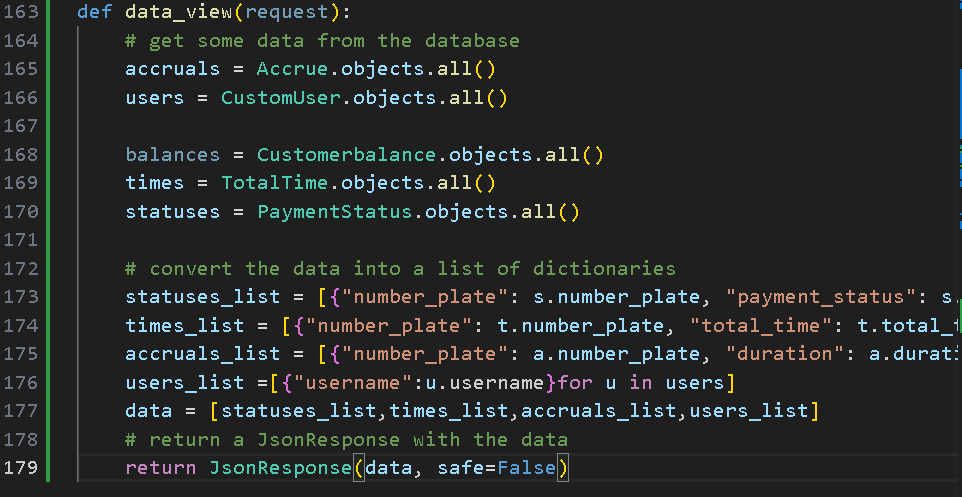 163 def data_view(request):
164 # get some data from the database
165 accruals = Accrue.objects.all()
166 users = CustomUser.objects.all()
167
168 balances = Customerbalance.objects.all()
169 times = TotalTime.objects.all()
170 statuses = PaymentStatus.objects.all()
171
172 # convert the data into a list of dictionaries
173 statuses_list = [{"number_plate": s.number_plate, "payment_status": s.
174 times_list = [{"number_plate": t.number_plate, "total_time": t.total_t
175 accruals_list = [{"number_plate": a.number_plate, "duration": a.durati
176 users_list =[{"username":u.username}for u in users]
177 data = [statuses_list,times_list,accruals_list,users_list]
178 # return a JsonResponse with the data
179 return JsonResponse(data, safe=False)